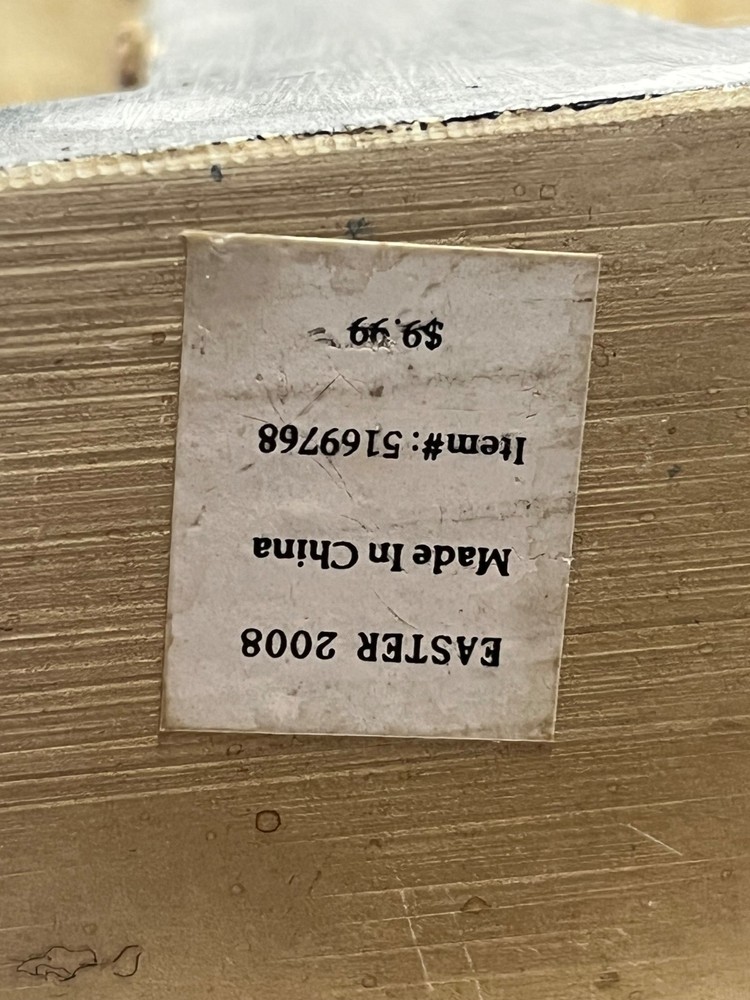 EASTER 2008
Made In China
Item#: 5169768
$9.99